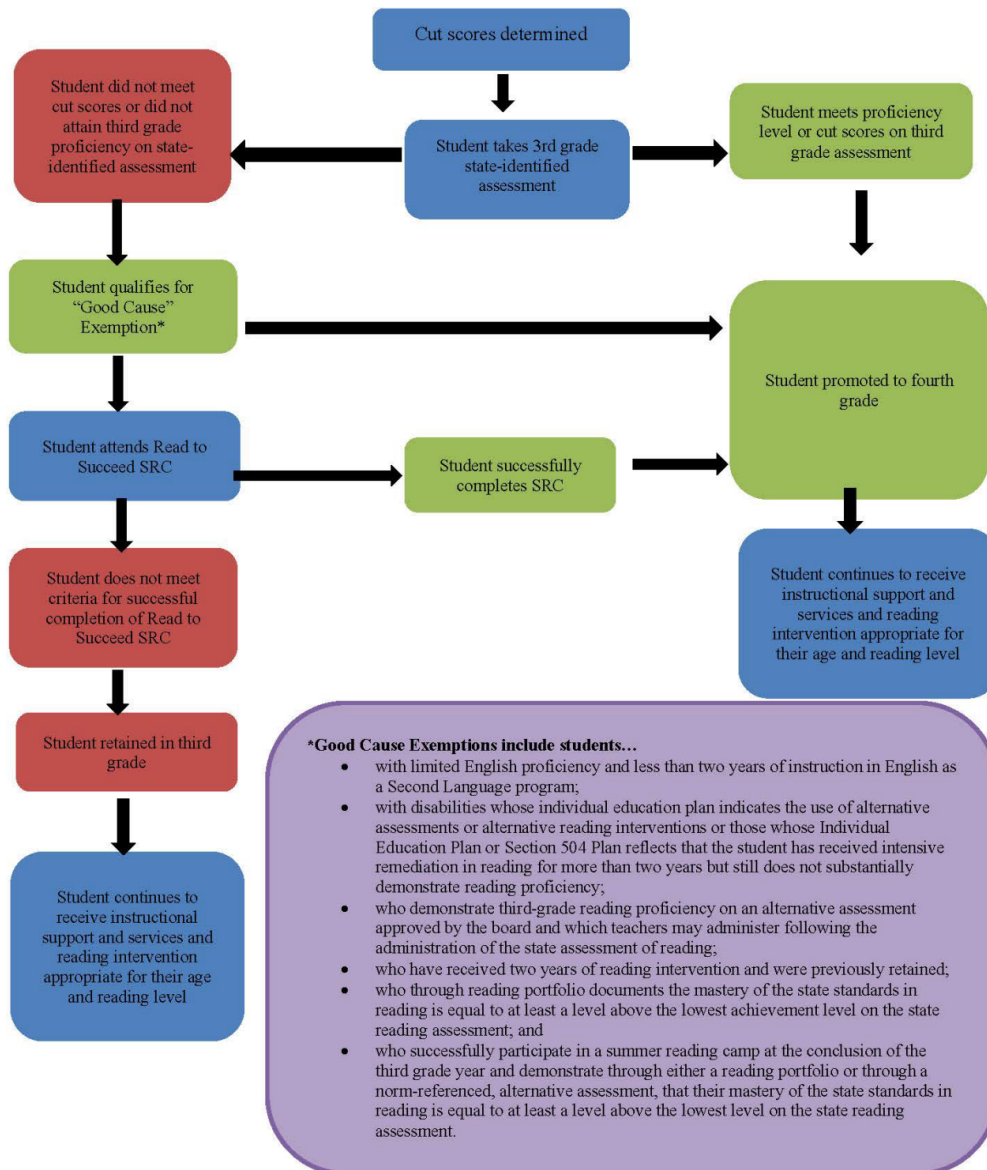 Cut scores determined
Student did not meet
cut scores or did not
attain third grade
proficiency on state-
identified assessment
Student takes 3rd grade
state-identified
assessment
Student meets proficiency
level or cut scores on third
grade assessment
Student qualifies for
“Good Cause”
Exemption*
Student promoted to fourth
grade
Student attends Read to
Succeed SRC
Student successfully
completes SRC
Student does not meet
criteria for successful
completion of Read to
Succeed SRC
Student continues to receive
instructional support and
services and reading
intervention appropriate for
their age and reading level
Student retained in third
grade
Student continues to
receive instructional
support and services and
reading intervention
appropriate for their age
and reading level
*Good Cause Exemptions include students…
• with limited English proficiency and less than two years of instruction in English as
a Second Language program;
• with disabilities whose individual education plan indicates the use of alternative
assessments or alternative reading interventions or those whose Individual
Education Plan or Section 504 Plan reflects that the student has received intensive
remediation in reading for more than two years but still does not substantially
demonstrate reading proficiency;
• who demonstrate third-grade reading proficiency on an alternative assessment
approved by the board and which teachers may administer following the
administration of the state assessment of reading;
• who have received two years of reading intervention and were previously retained;
• who through reading portfolio documents the mastery of the state standards in
reading is equal to at least a level above the lowest achievement level on the state
reading assessment; and
• who successfully participate in a summer reading camp at the conclusion of the
third grade year and demonstrate through either a reading portfolio or through a
norm-referenced, alternative assessment, that their mastery of the state standards in
reading is equal to at least a level above the lowest level on the state reading
assessment.